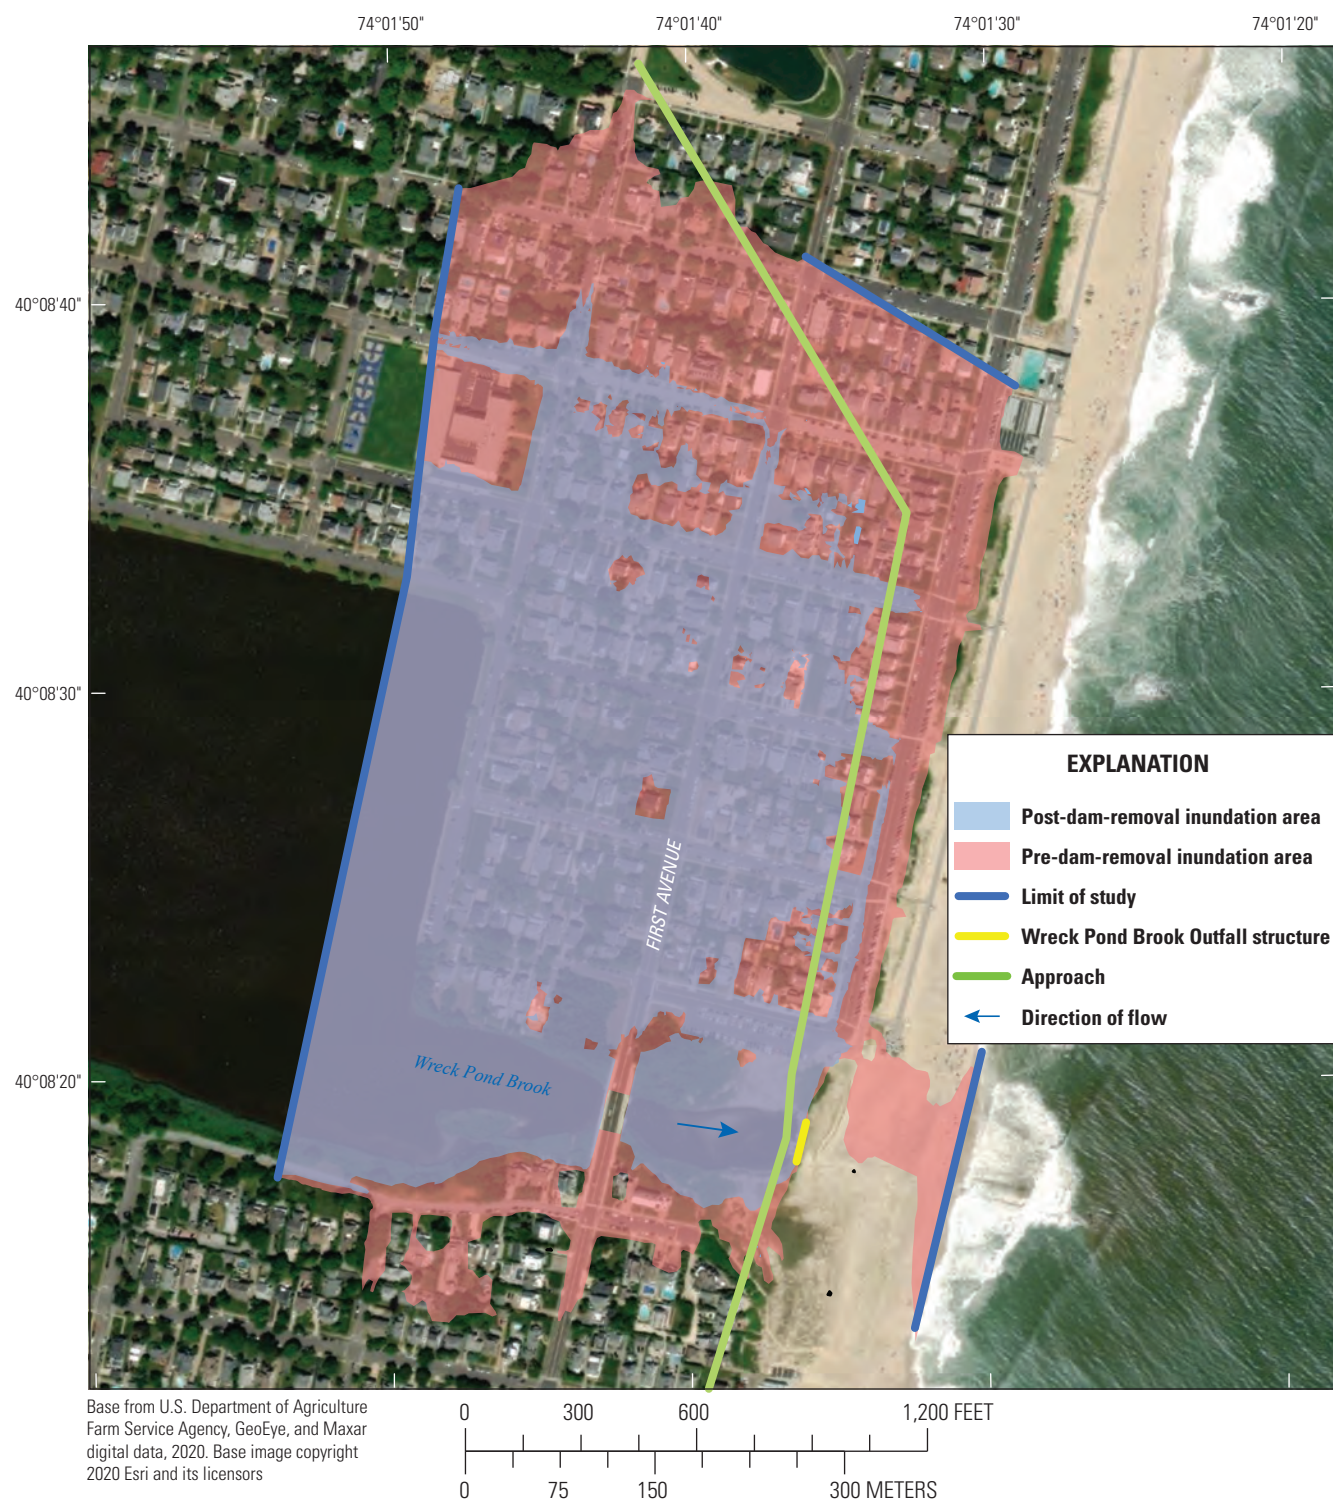 74°01'50"
74°01'40"
74°01'30"
74°01'20"
40°08'40"
40°08'30"
40°08'20"
FIRST AVENUE
Wreck Pond Brook
EXPLANATION
Post-dam-removal inundation area
Pre-dam-removal inundation area
Limit of study
Wreck Pond Brook Outfall structure
Approach
Direction of flow
Base from U.S. Department of Agriculture
Farm Service Agency, GeoEye, and Maxar
digital data, 2020. Base image copyright
2020 Esri and its licensors
0 300 600 1,200 FEET
0 75 150 300 METERS